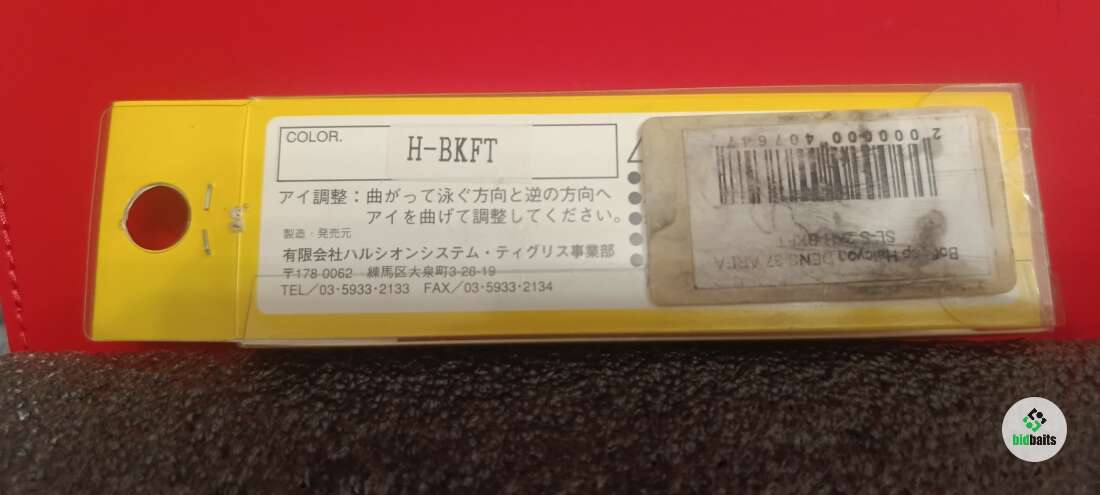 COLOR.
H-BKFT
アイ調整：曲がって泳ぐ方向と逆の方向へ
アイを曲げて調整してください。
製造・発売元
有限会社ハルシオンシステム・ティグリス事業部
〒178-0062 練馬区大泉町3-28-19
TEL／03-5933-2133 FAX／03-5933-2134
2 000000 407647
Halcyon DENS-37
bidbaits